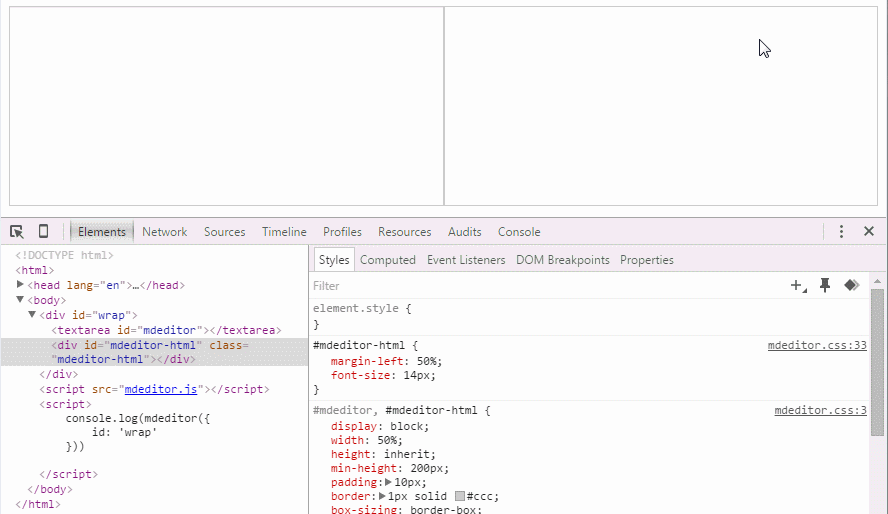 Elements Network Sources Timeline Profiles Resources Audits Console
<!DOCTYPE html>
<html>
<head lang="en">…</head>
<body>
<div id="wrap">
<textarea id="mdeditor"></textarea>
<div id="mdeditor-html" class=
"mdeditor-html"></div>
</div>
<script src="mdeditor.js"></script>
<script>
console.log(mdeditor({
id: 'wrap'
}))
</script>
</body>
</html>
Styles Computed Event Listeners DOM Breakpoints Properties
Filter
element.style {
}
#mdeditor-html { mdeditor.css:33
margin-left: 50%;
font-size: 14px;
}
#mdeditor, #mdeditor-html { mdeditor.css:3
display: block;
width: 50%;
height: inherit;
min-height: 200px;
padding: 10px;
border: 1px solid #ccc;
box-sizing: border-box;